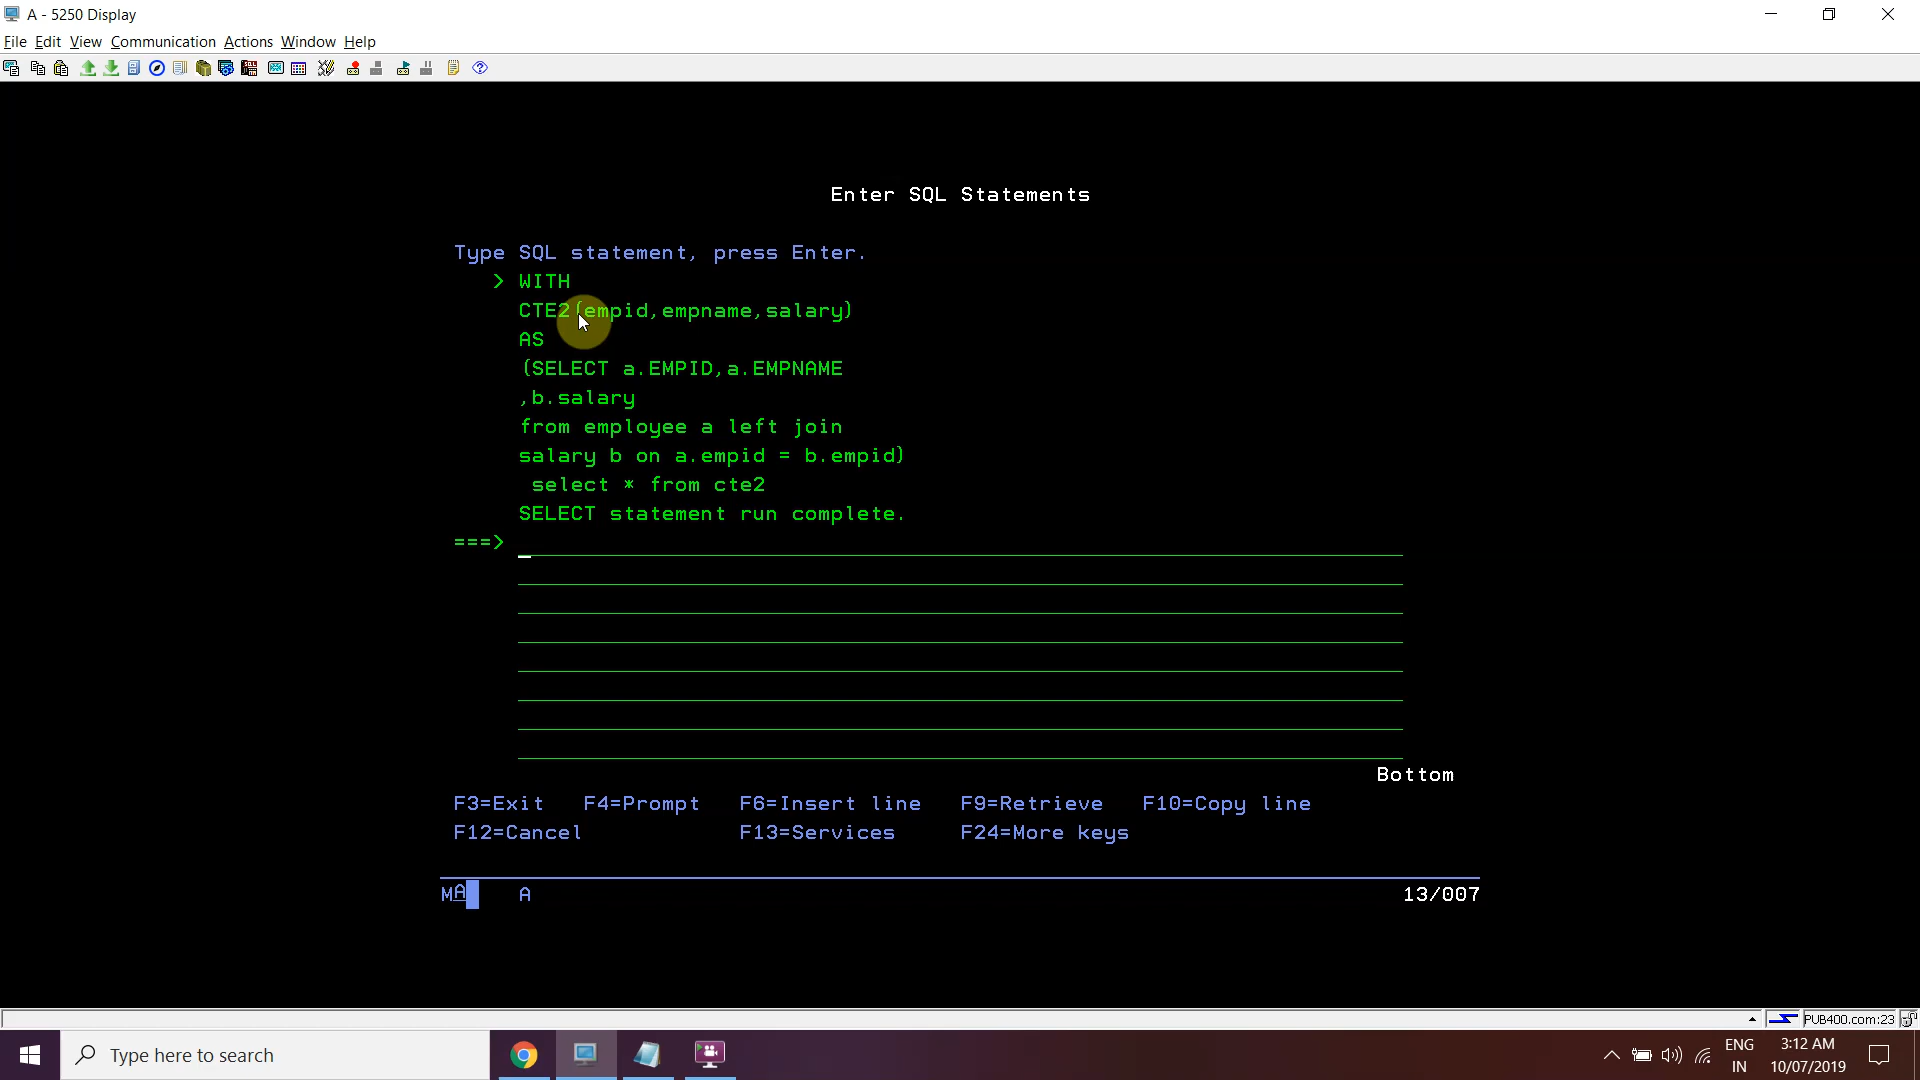 A - 5250 Display
File Edit View Communication Actions Window Help
Enter SQL Statements
Type SQL statement, press Enter.
> WITH
CTE2(empid,empname,salary)
AS
(SELECT a.EMPID,a.EMPNAME
,b.salary
from employee a left join
salary b on a.empid = b.empid)
select * from cte2
SELECT statement run complete.
===>
Bottom
F3=Exit F4=Prompt F6=Insert line F9=Retrieve F10=Copy line
F12=Cancel F13=Services F24=More keys
MA A 13/007
PUB400.com:23
Type here to search
ENG
IN
3:12 AM
10/07/2019